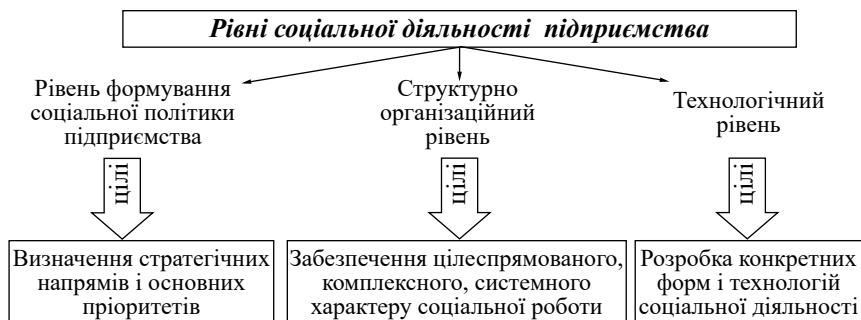 Рівні соціальної діяльності підприємства
Рівень формування
соціальної політики
підприємства
Структурно
організаційний
рівень
Технологічний
рівень
цілі
цілі
цілі
Визначення стратегічних
напрямів і основних
пріоритетів
Забезпечення цілеспрямованого,
комплексного, системного
характеру соціальної роботи
Розробка конкретних
форм і технологій
соціальної діяльності